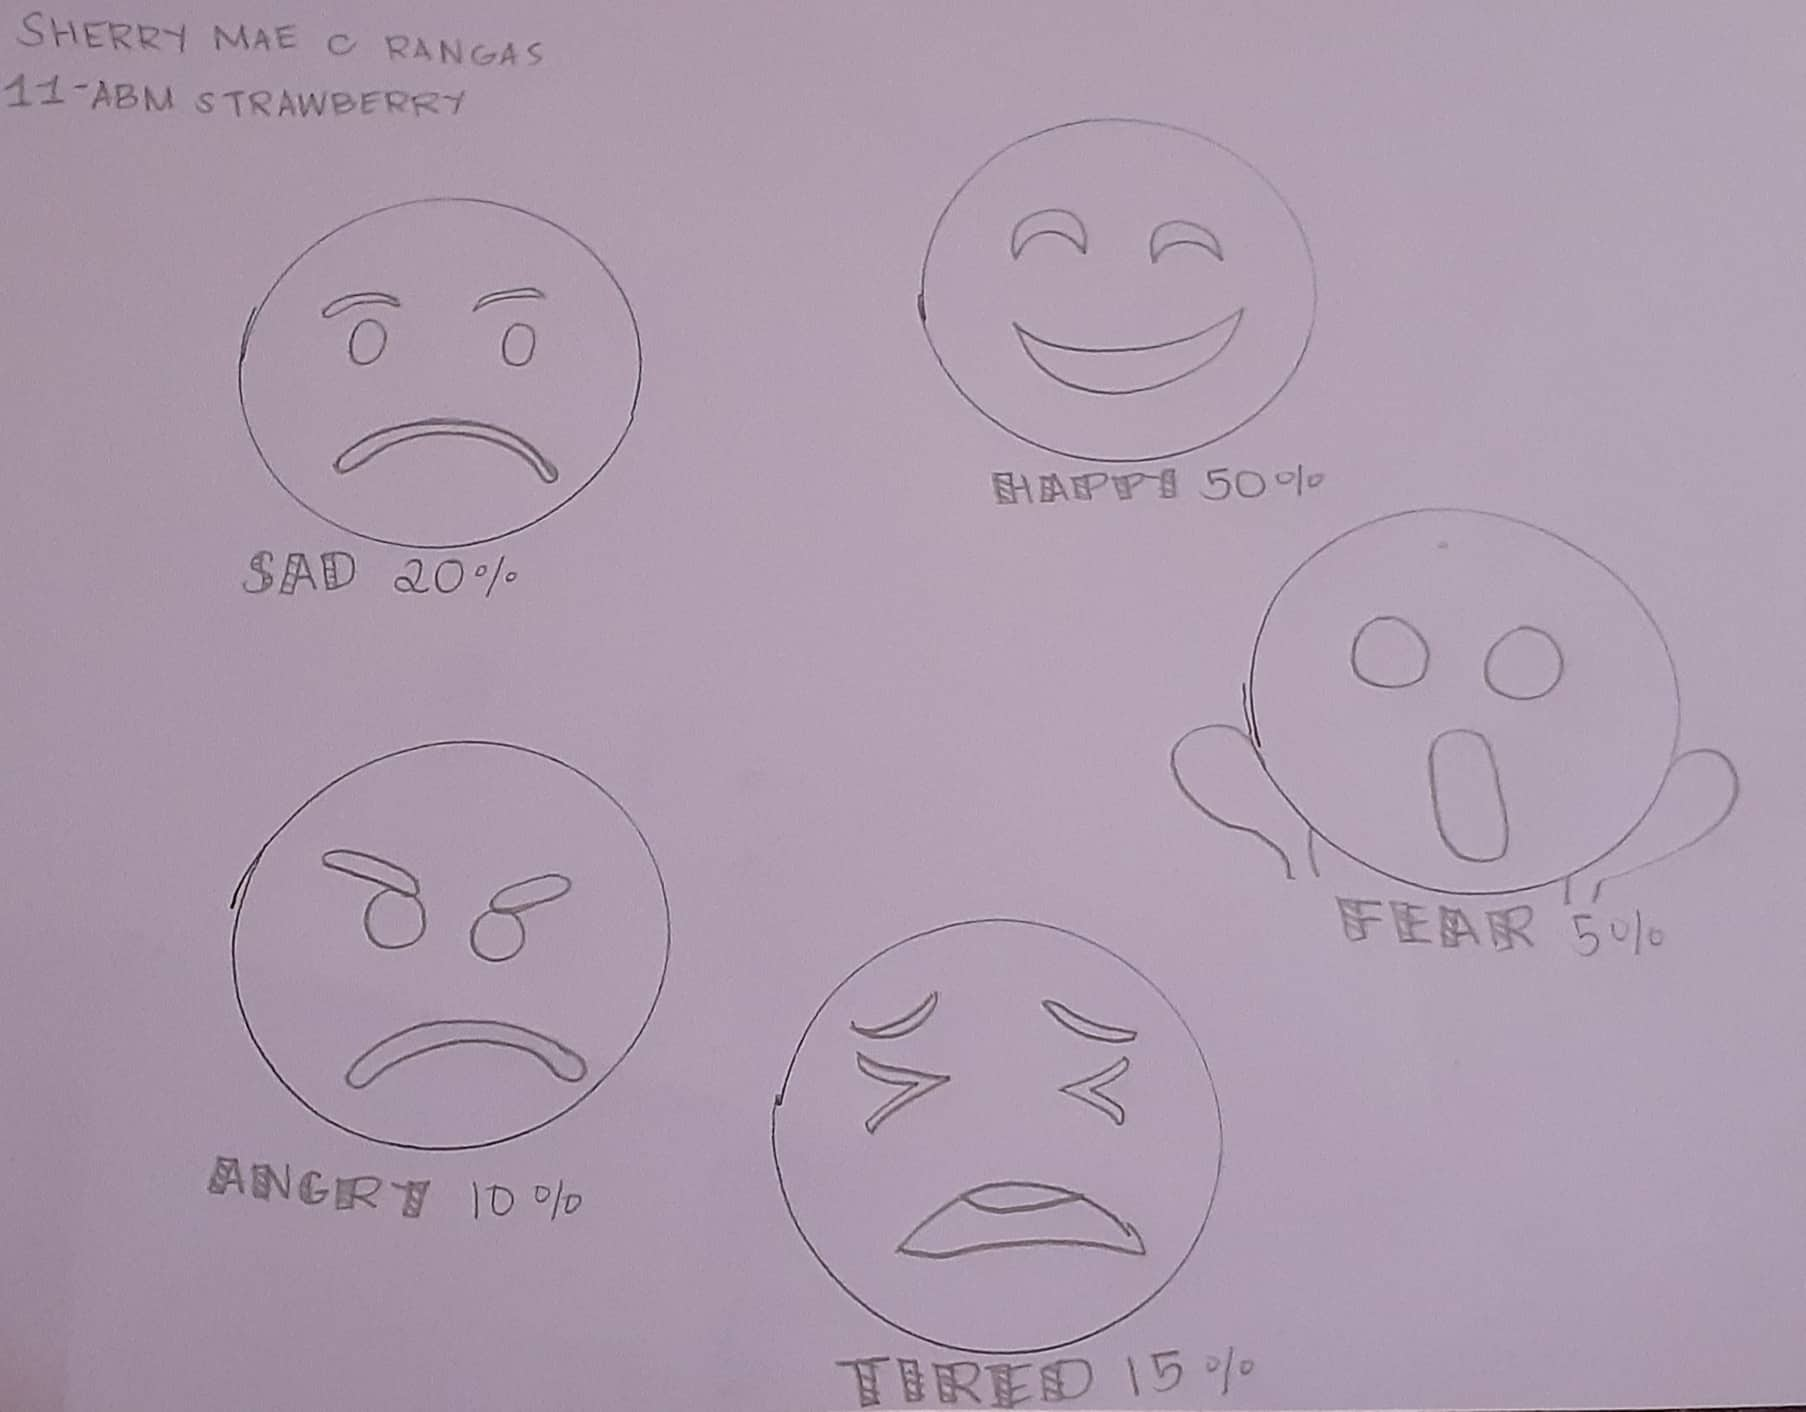 SHERRY MAE C RANGAS
11-ABM STRAWBERRY
HAPPY 50%
SAD 20%
FEAR 5%
ANGRY 10%
TIRED 15%